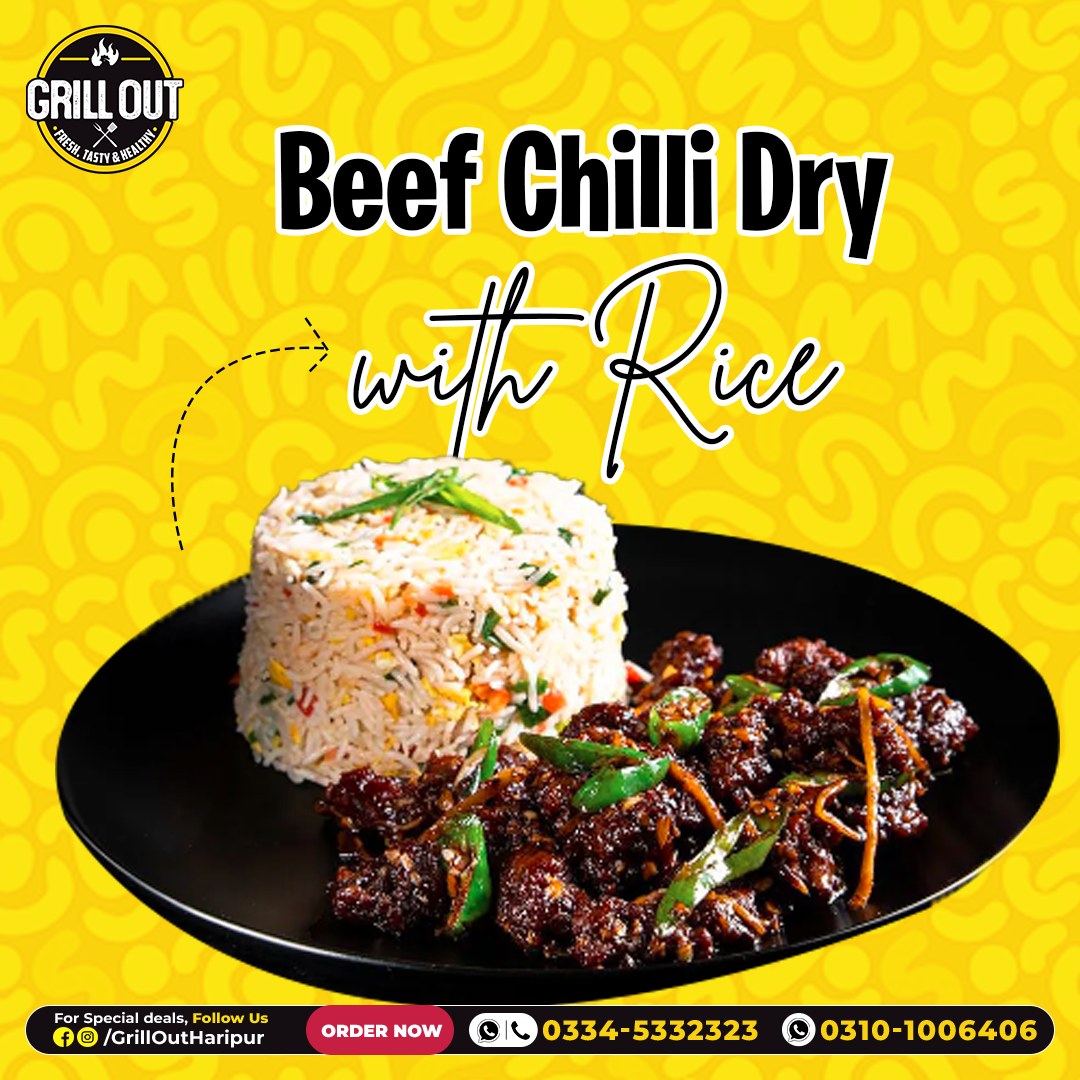 GRILL OUT
FRESH, TASTY & HEALTHY
Beef Chilli Dry
with Rice
For Special deals, Follow Us
/GrillOutHaripur
ORDER NOW
0334-5332323
0310-1006406